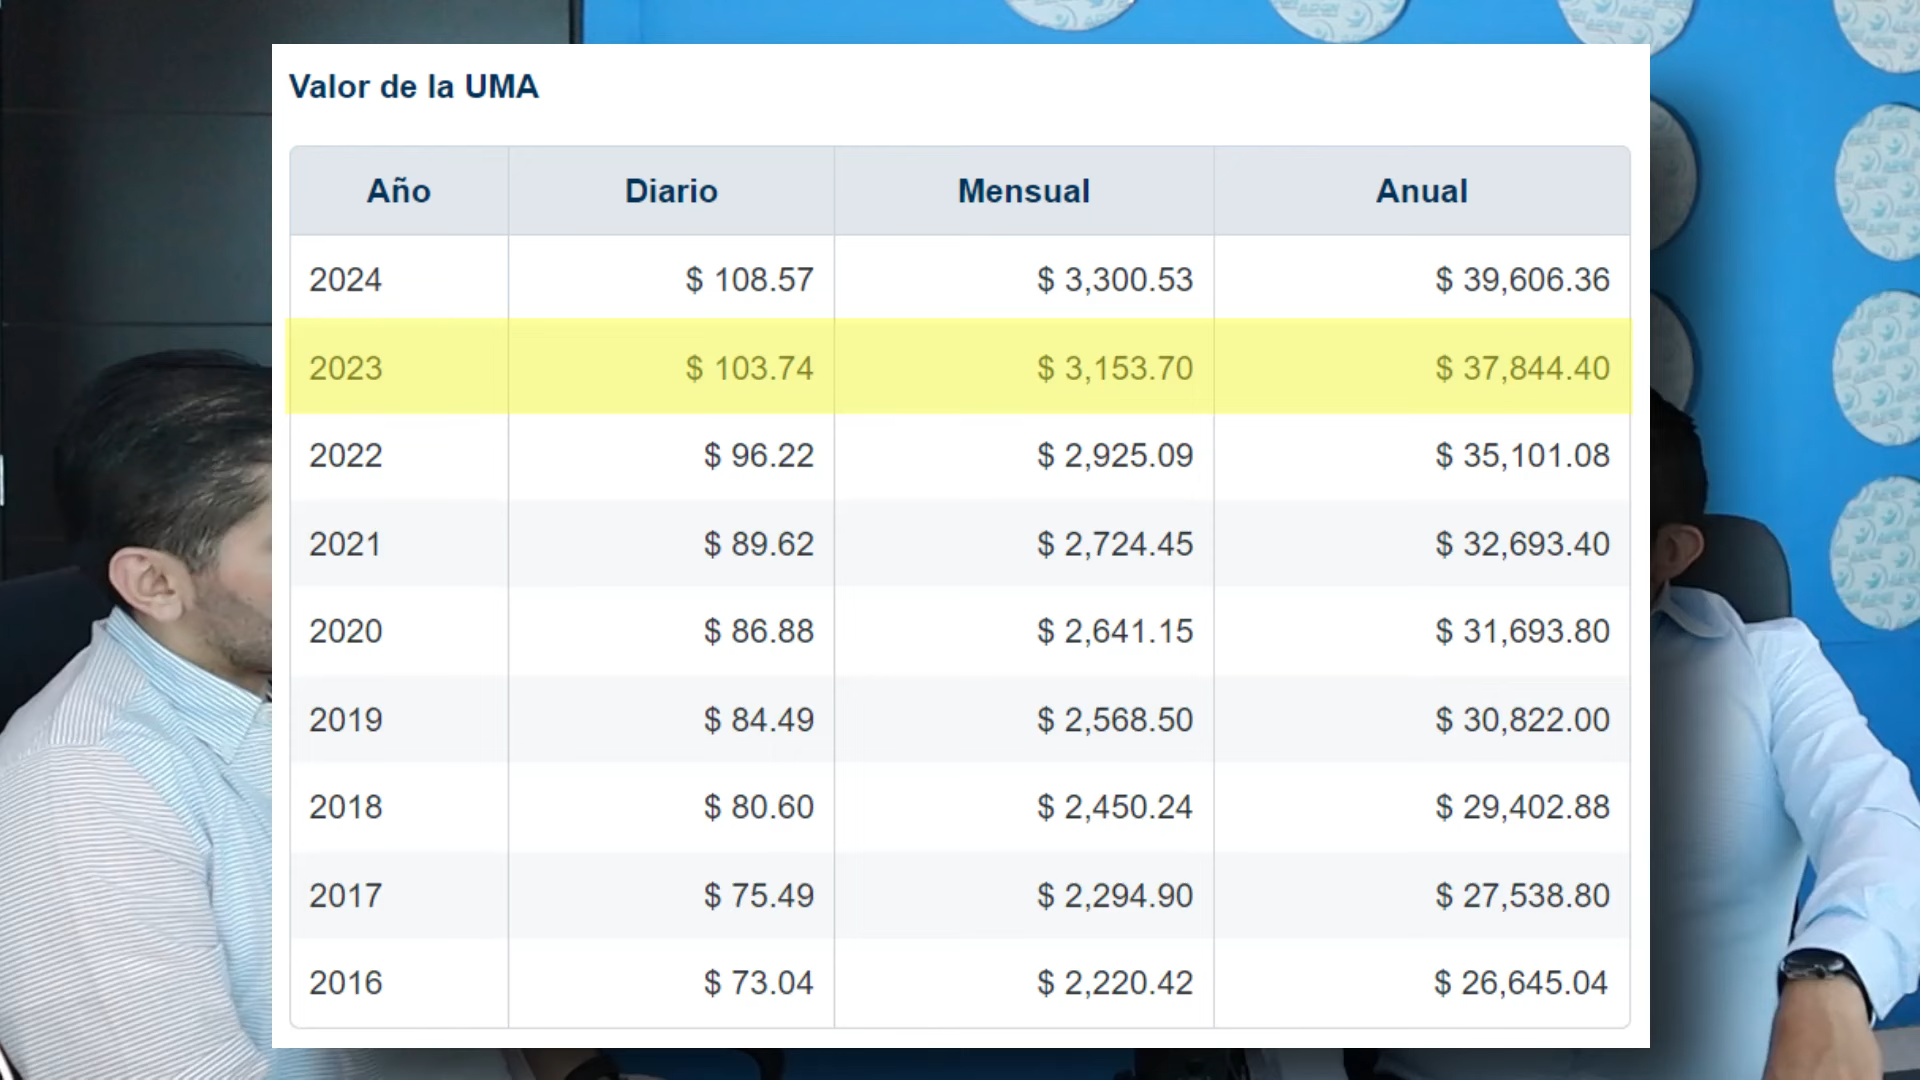 Valor de la UMA
Año Diario Mensual Anual
2024 $ 108.57 $ 3,300.53 $ 39,606.36
2023 $ 103.74 $ 3,153.70 $ 37,844.40
2022 $ 96.22 $ 2,925.09 $ 35,101.08
2021 $ 89.62 $ 2,724.45 $ 32,693.40
2020 $ 86.88 $ 2,641.15 $ 31,693.80
2019 $ 84.49 $ 2,568.50 $ 30,822.00
2018 $ 80.60 $ 2,450.24 $ 29,402.88
2017 $ 75.49 $ 2,294.90 $ 27,538.80
2016 $ 73.04 $ 2,220.42 $ 26,645.04